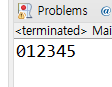 Problems @
<terminated> Mai
012345